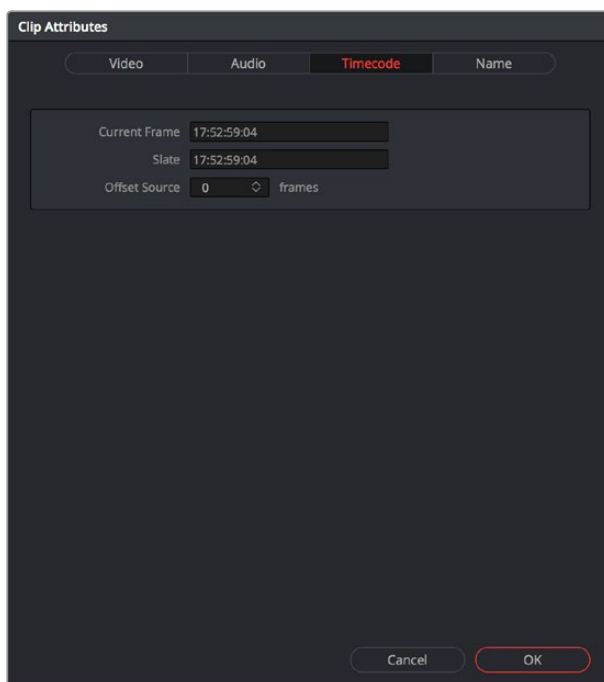 Clip Attributes
Video Audio Timecode Name
Current Frame 17:52:59:04
Slate 17:52:59:04
Offset Source 0 frames
Cancel OK